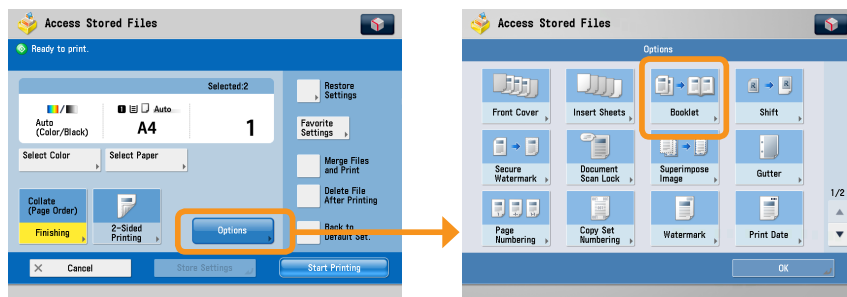 Access Stored Files
Ready to print.
Selected:2
Auto
(Color/Black)
Auto
A4
1
Select Color
Select Paper
Collate
(Page Order)
Finishing
2-Sided
Printing
Options
Restore
Settings
Favorite
Settings
Merge Files
and Print
Delete File
After Printing
Back to
Default Set.
Cancel
Store Settings
Start Printing
Access Stored Files
Options
Front Cover
Insert Sheets
Booklet
Shift
Secure
Watermark
Document
Scan Lock
Superimpose
Image
Gutter
Page
Numbering
Copy Set
Numbering
Watermark
Print Date
1/2
OK